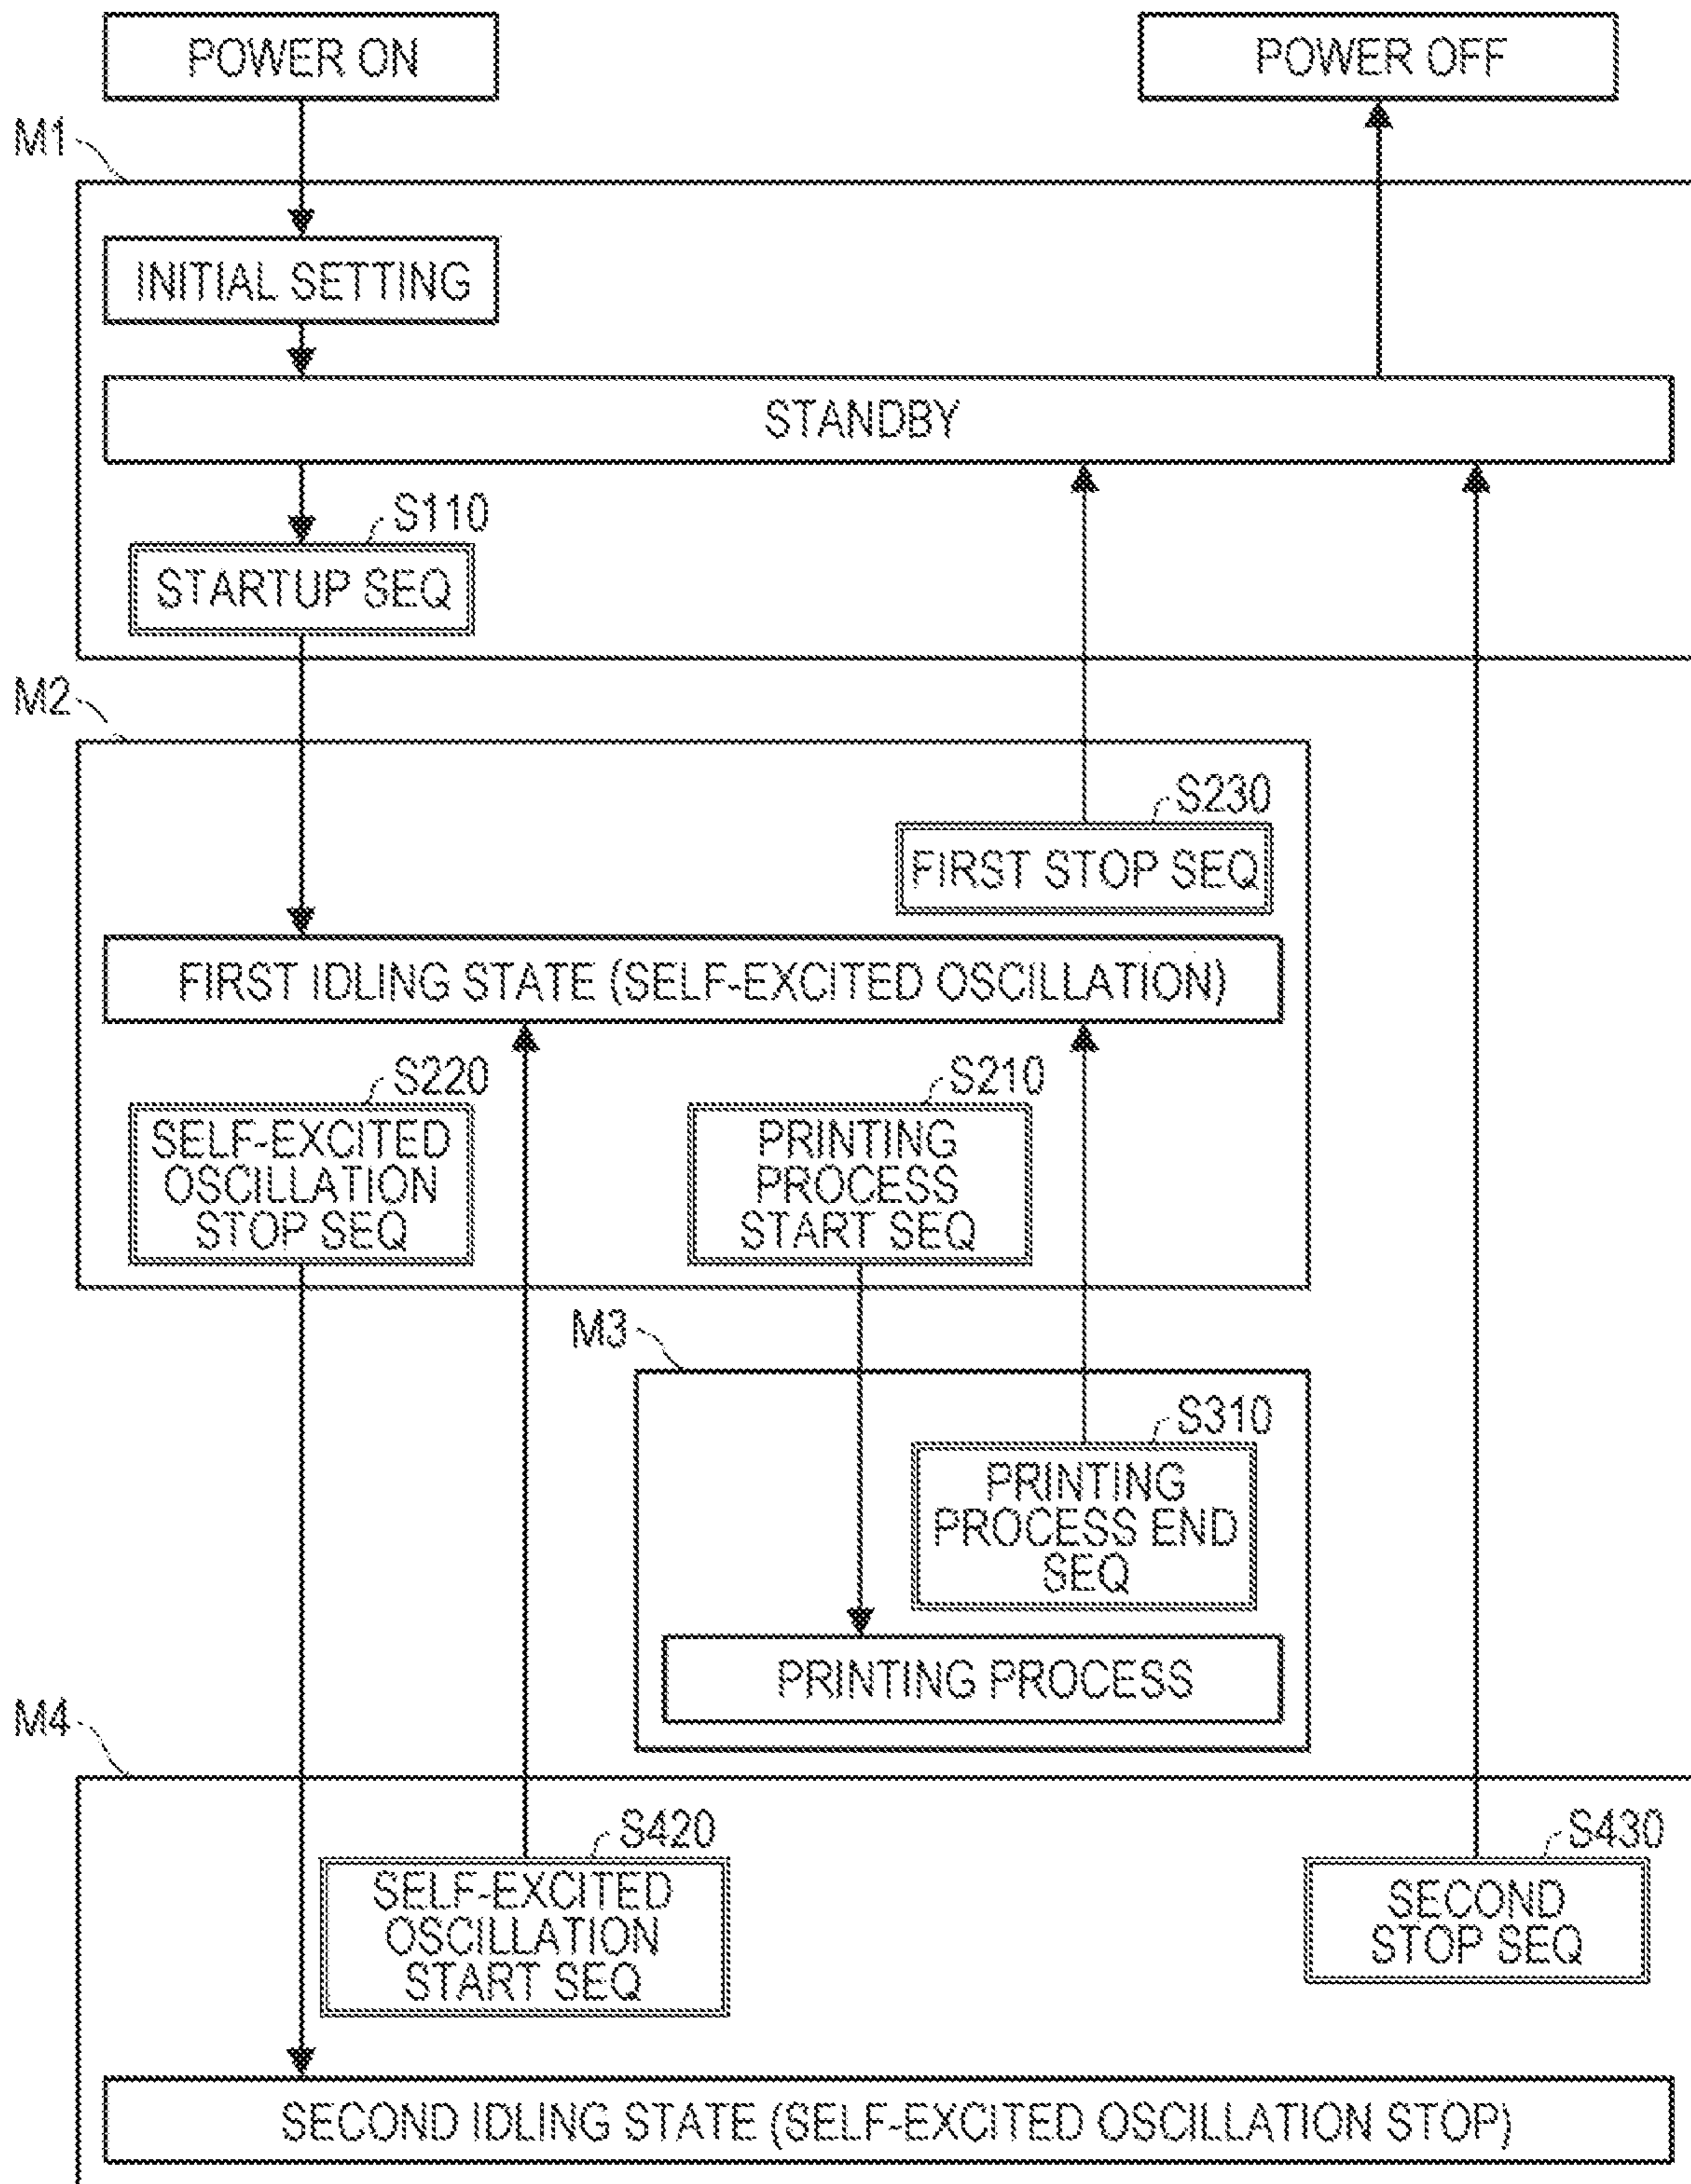 POWER ON
POWER OFF
M1
INITIAL SETTING
STANDBY
S110
STARTUP SEQ
M2
S230
FIRST STOP SEQ
FIRST IDLING STATE (SELF-EXCITED OSCILLATION)
S220
SELF-EXCITED
OSCILLATION
STOP SEQ
S210
PRINTING
PROCESS
START SEQ
M3
S310
PRINTING
PROCESS END
SEQ
PRINTING PROCESS
M4
S420
SELF-EXCITED
OSCILLATION
START SEQ
S430
SECOND
STOP SEQ
SECOND IDLING STATE (SELF-EXCITED OSCILLATION STOP)